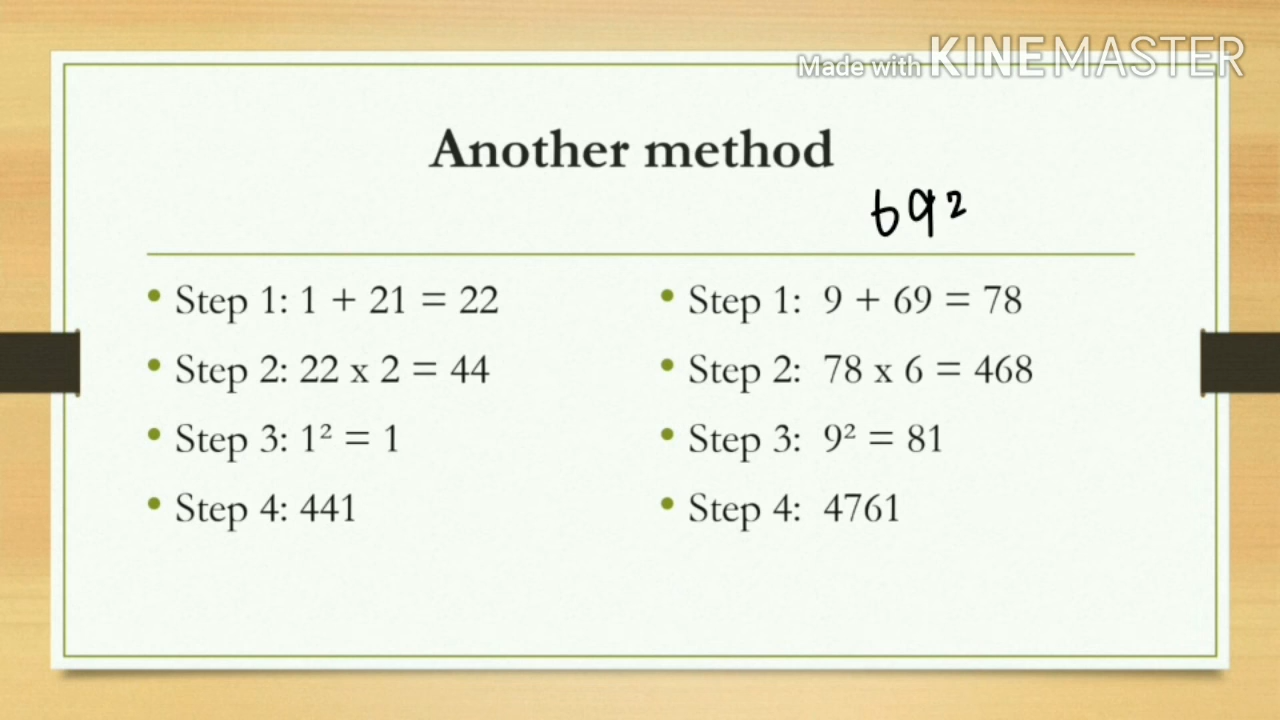 Made with KINEMASTER
Another method
69²
• Step 1: 1 + 21 = 22
• Step 2: 22 x 2 = 44
• Step 3: 1² = 1
• Step 4: 441
• Step 1: 9 + 69 = 78
• Step 2: 78 x 6 = 468
• Step 3: 9² = 81
• Step 4: 4761